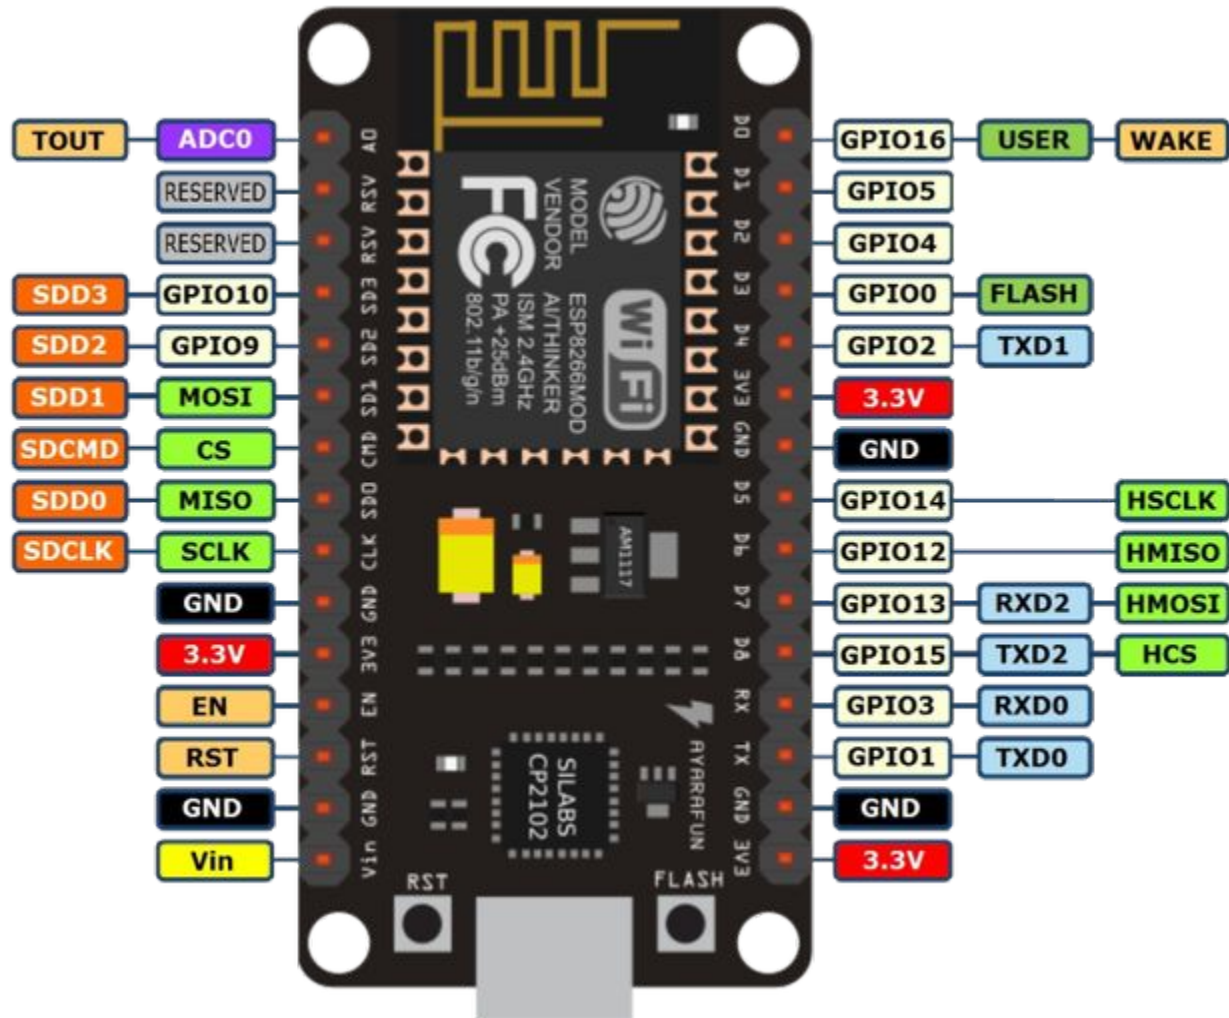 TOUT ADC0 A0 D0 GPIO16 USER WAKE
RESERVED RSV D1 GPIO5
RESERVED RSV D2 GPIO4
SDD3 GPIO10 SD3 D3 GPIO0 FLASH
SDD2 GPIO9 SD2 D4 GPIO2 TXD1
SDD1 MOSI SD1 3V3 3.3V
SDCMD CS CMD GND GND
SDD0 MISO SD0 D5 GPIO14 HSCLK
SDCLK SCLK CLK D6 GPIO12 HMISO
GND GND D7 GPIO13 RXD2 HMOSI
3.3V 3V3 D8 GPIO15 TXD2 HCS
EN EN RX GPIO3 RXD0
RST RST TX GPIO1 TXD0
GND GND GND GND
Vin Vin 3V3 3.3V
MODEL
VENDOR
FC
ESP8266MOD
AI/THINKER
ISM 2.4GHz
PA +25dBm
802.11b/g/n
Wi Fi
AM1117
SILABS
CP2102
AYARAFUN
RST
FLASH